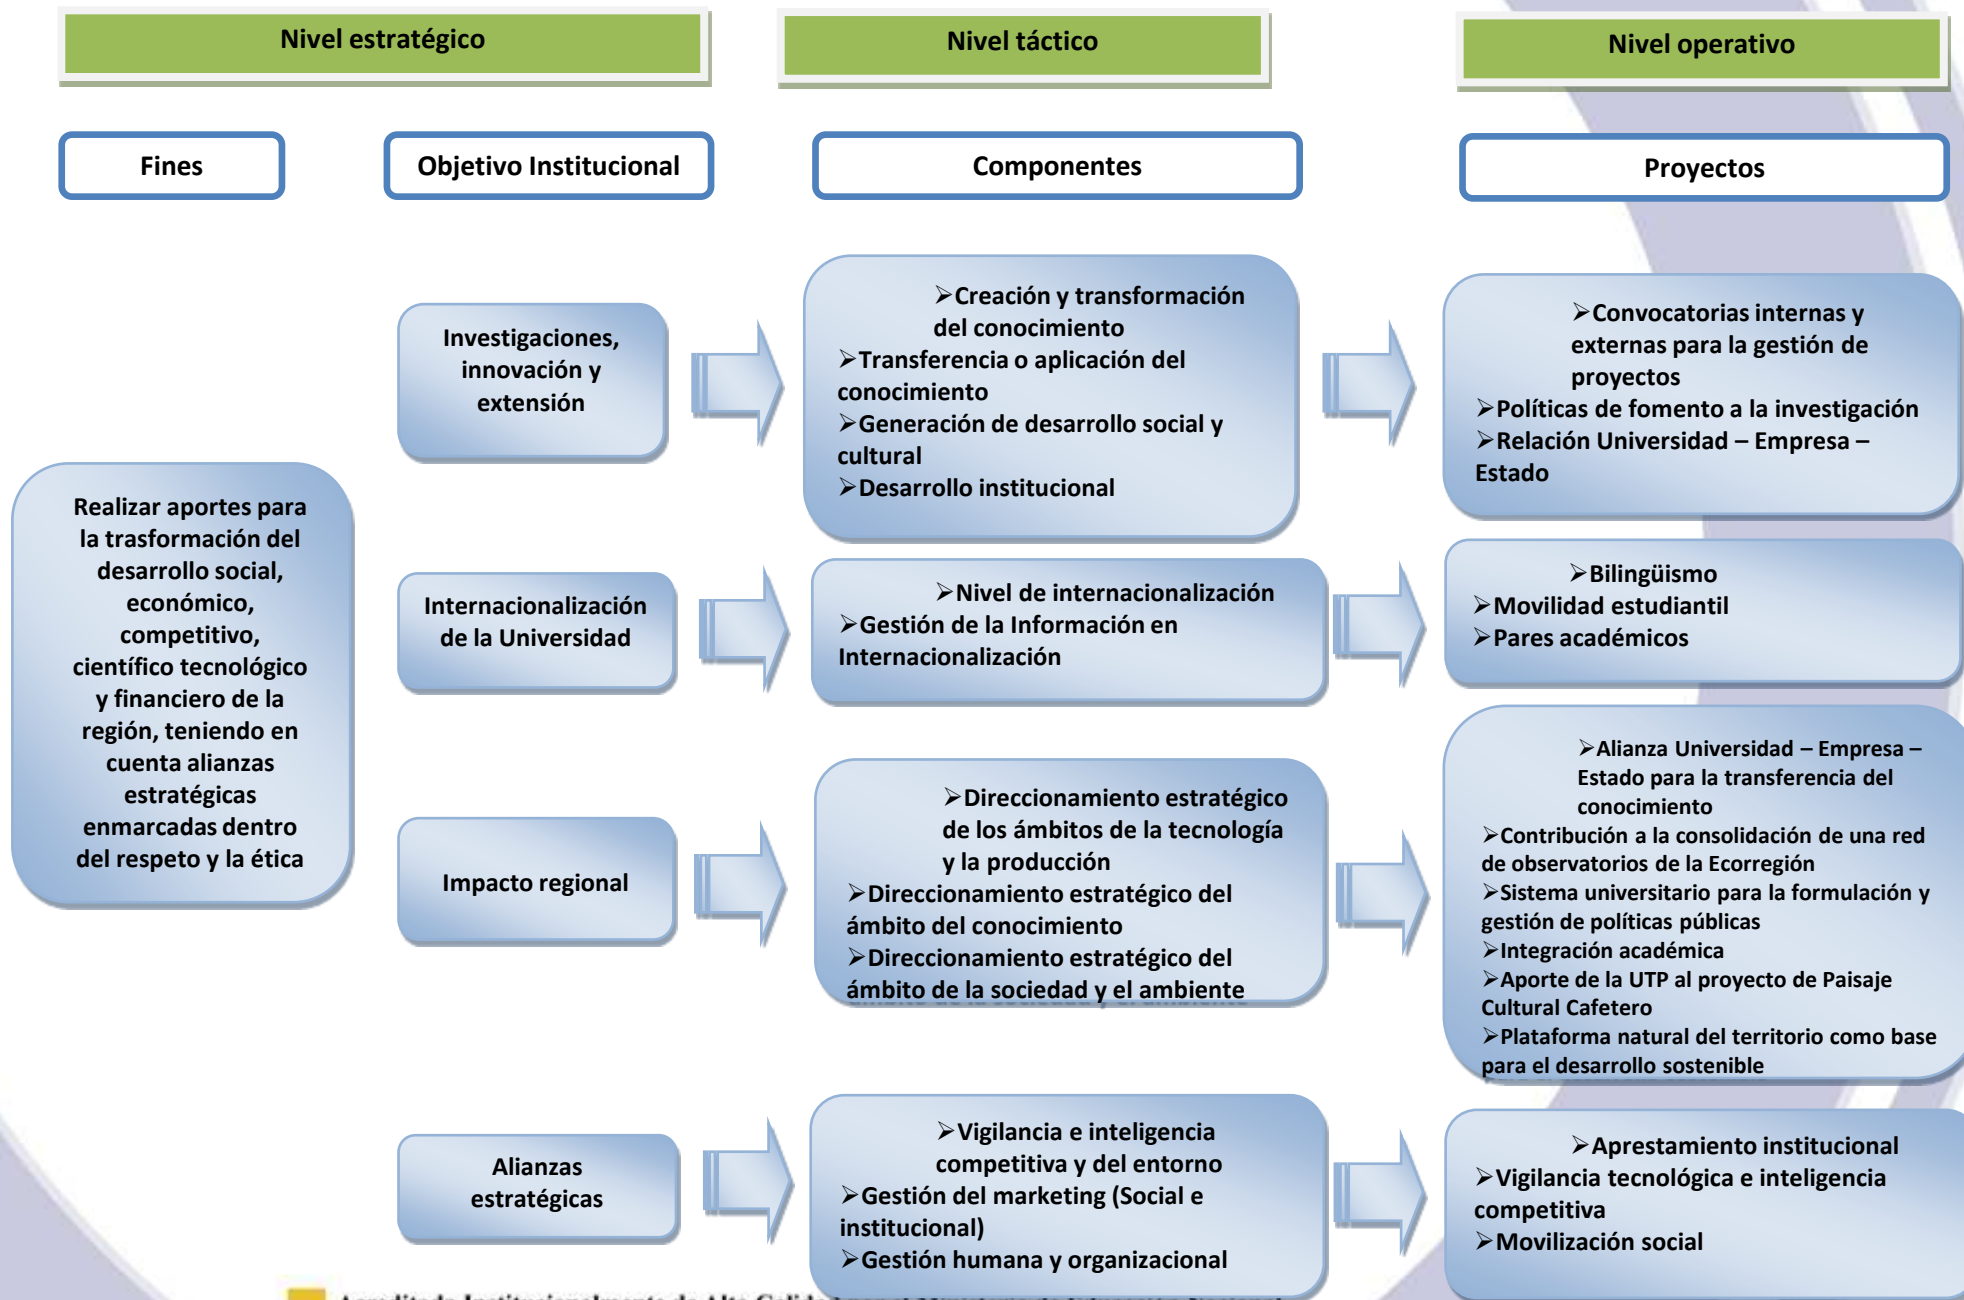 Nivel estratégico
Nivel táctico
Nivel operativo
Fines
Objetivo Institucional
Componentes
Proyectos
Realizar aportes para
la trasformación del
desarrollo social,
económico,
competitivo,
científico tecnológico
y financiero de la
región, teniendo en
cuenta alianzas
estratégicas
enmarcadas dentro
del respeto y la ética
Investigaciones,
innovación y
extensión
➢Creación y transformación
del conocimiento
➢Transferencia o aplicación del
conocimiento
➢Generación de desarrollo social y
cultural
➢Desarrollo institucional
➢Convocatorias internas y
externas para la gestión de
proyectos
➢Políticas de fomento a la investigación
➢Relación Universidad – Empresa –
Estado
Internacionalización
de la Universidad
➢Nivel de internacionalización
➢Gestión de la Información en
Internacionalización
➢Bilingüismo
➢Movilidad estudiantil
➢Pares académicos
Impacto regional
➢Direccionamiento estratégico
de los ámbitos de la tecnología
y la producción
➢Direccionamiento estratégico del
ámbito del conocimiento
➢Direccionamiento estratégico del
ámbito de la sociedad y el ambiente
➢Alianza Universidad – Empresa –
Estado para la transferencia del
conocimiento
➢Contribución a la consolidación de una red
de observatorios de la Ecorregión
➢Sistema universitario para la formulación y
gestión de políticas públicas
➢Integración académica
➢Aporte de la UTP al proyecto de Paisaje
Cultural Cafetero
➢Plataforma natural del territorio como base
para el desarrollo sostenible
Alianzas
estratégicas
➢Vigilancia e inteligencia
competitiva y del entorno
➢Gestión del marketing (Social e
institucional)
➢Gestión humana y organizacional
➢Aprestamiento institucional
➢Vigilancia tecnológica e inteligencia
competitiva
➢Movilización social